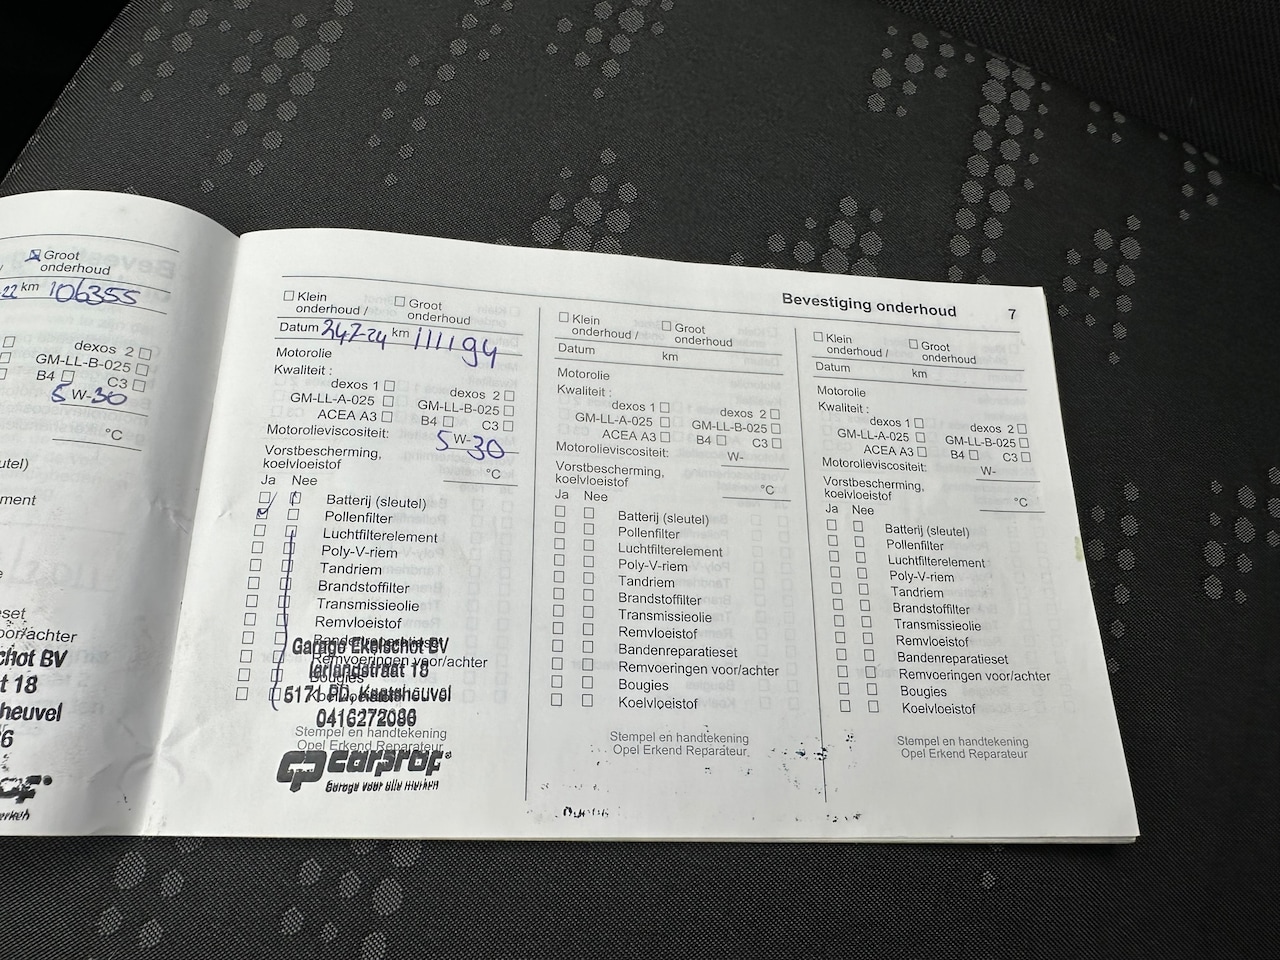 Groot
onderhoud
22 km 106355
dexos 2
GM-LL-B-025
B4 C3
5 W-30
°C
utel)
ment
eset
oor/achter
chot BV
t 18
heuvel
6
Bevestiging onderhoud 7
Klein
onderhoud /
Groot
onderhoud
Datum 24-7-24 km 111194
Motorolie
Kwaliteit :
dexos 1 dexos 2
GM-LL-A-025 GM-LL-B-025
ACEA A3 B4 C3
Motorolieviscositeit: 5 W-30
Vorstbescherming,
koelvloeistof °C
Ja Nee
Batterij (sleutel)
Pollenfilter
Luchtfilterelement
Poly-V-riem
Tandriem
Brandstoffilter
Transmissieolie
Remvloeistof
Bandenreparatieset
Garage Ekelschot BV
Remvoeringen voor/achter
Bougies
Koelvloeistof
0416272086
Stempel en handtekening
Opel Erkend Reparateur
CP carprof®
Garage voor alle merken
Klein
onderhoud /
Groot
onderhoud
Datum km
Motorolie
Kwaliteit :
dexos 1 dexos 2
GM-LL-A-025 GM-LL-B-025
ACEA A3 B4 C3
Motorolieviscositeit: W-
Vorstbescherming,
koelvloeistof °C
Ja Nee
Batterij (sleutel)
Pollenfilter
Luchtfilterelement
Poly-V-riem
Tandriem
Brandstoffilter
Transmissieolie
Remvloeistof
Bandenreparatieset
Remvoeringen voor/achter
Bougies
Koelvloeistof
Stempel en handtekening
Opel Erkend Reparateur
Klein
onderhoud /
Groot
onderhoud
Datum km
Motorolie
Kwaliteit :
dexos 1 dexos 2
GM-LL-A-025 GM-LL-B-025
ACEA A3 B4 C3
Motorolieviscositeit: W-
Vorstbescherming,
koelvloeistof °C
Ja Nee
Batterij (sleutel)
Pollenfilter
Luchtfilterelement
Poly-V-riem
Tandriem
Brandstoffilter
Transmissieolie
Remvloeistof
Bandenreparatieset
Remvoeringen voor/achter
Bougies
Koelvloeistof
Stempel en handtekening
Opel Erkend Reparateur